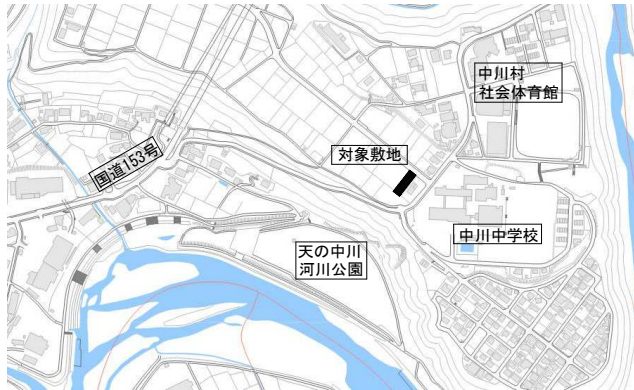 中川村
社会体育館
対象敷地
国道153号
中川中学校
天の中川
河川公園